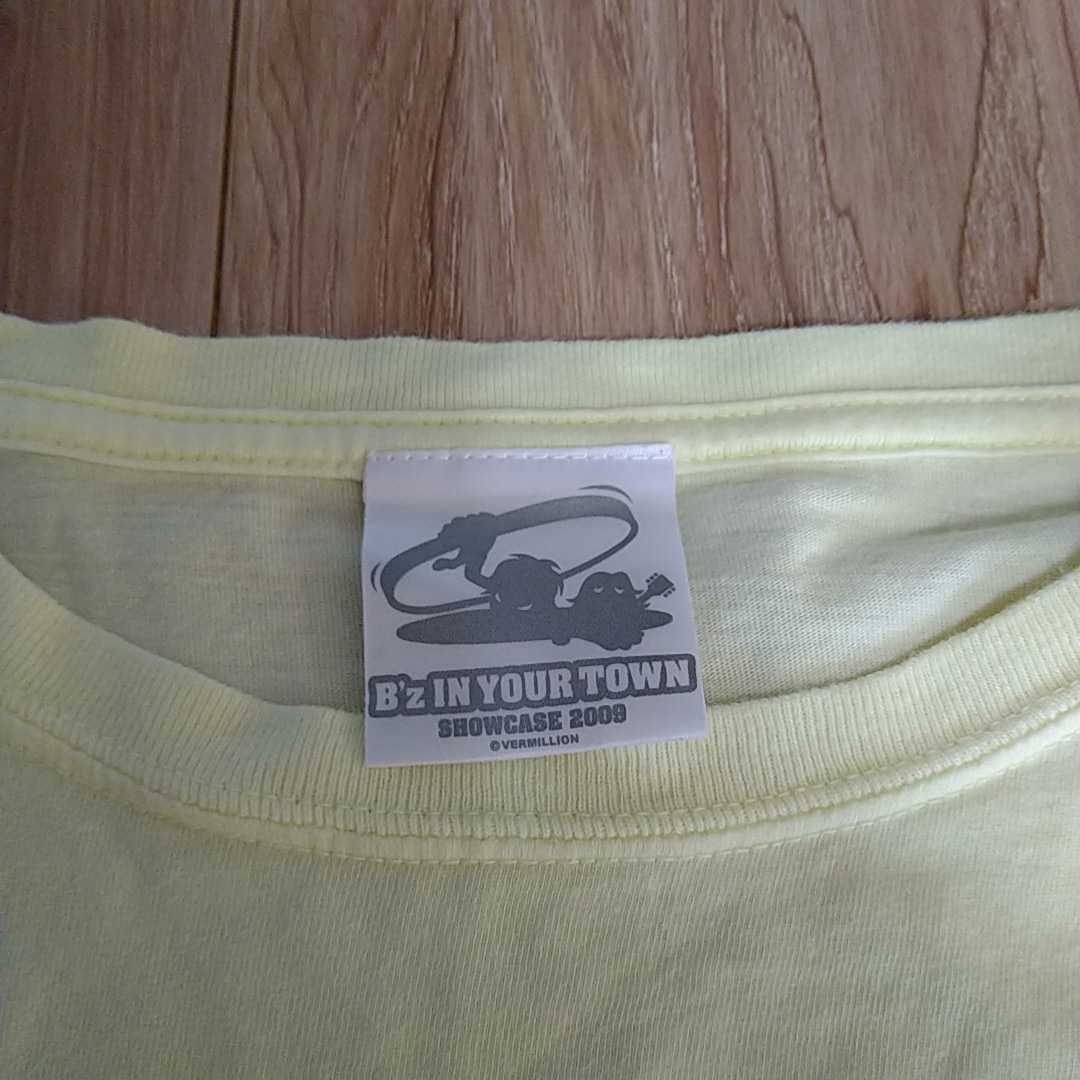 B'z IN YOUR TOWN
SHOWCASE 2009
©VERMILLION